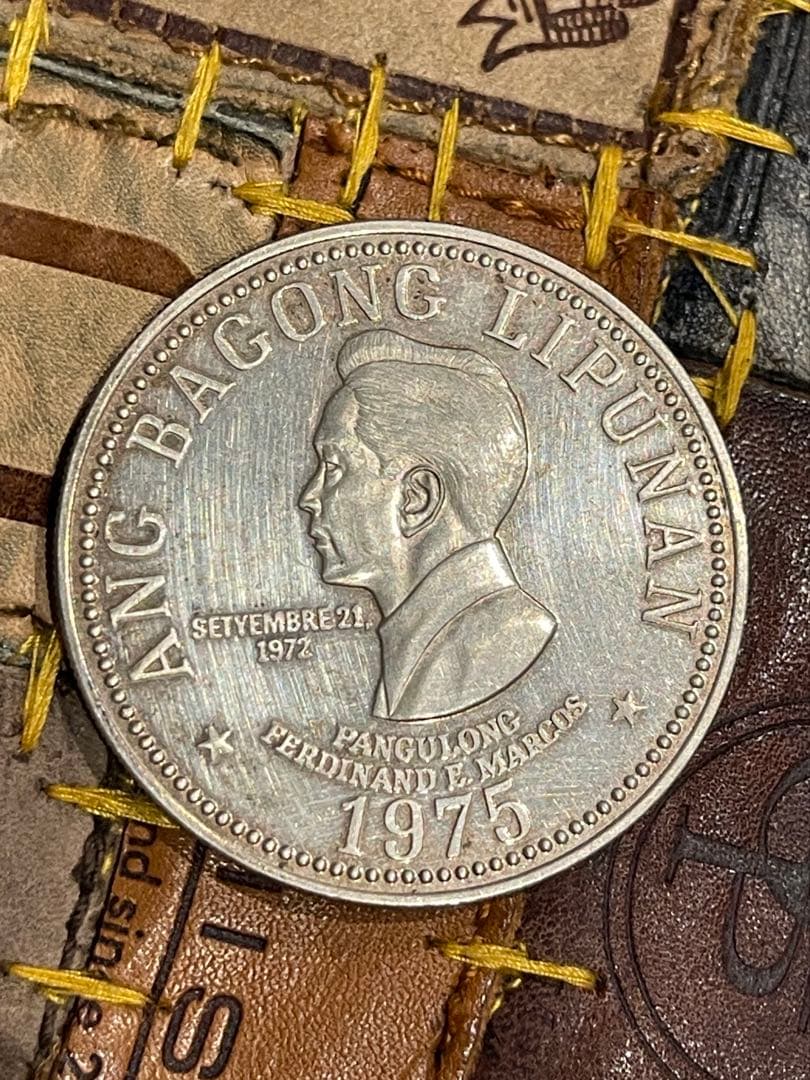 ANG BAGONG LIPUNAN
SETYEMBRE 21,
1972
PANGULONG
FERDINAND E. MARCOS
1975